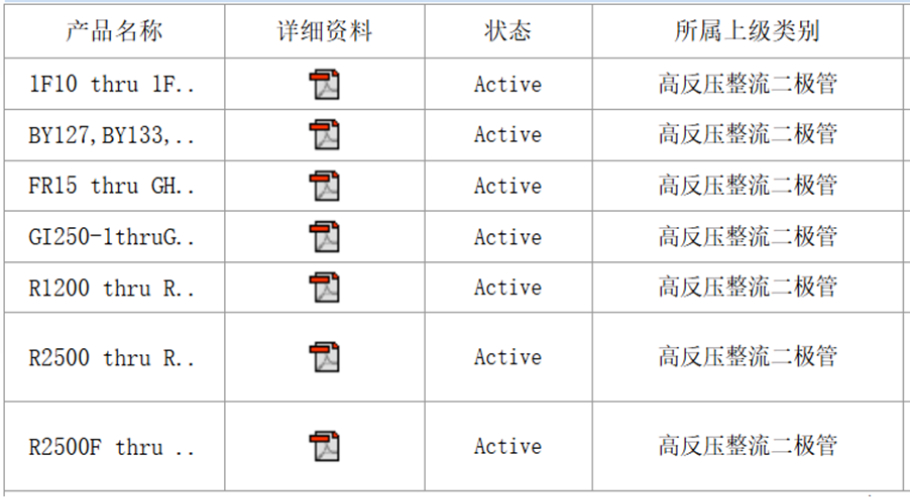 产品名称 详细资料 状态 所属上级类别
1F10 thru 1F.. Active 高反压整流二极管
BY127,BY133,.. Active 高反压整流二极管
FR15 thru GH.. Active 高反压整流二极管
GI250-1thruG.. Active 高反压整流二极管
R1200 thru R.. Active 高反压整流二极管
R2500 thru R.. Active 高反压整流二极管
R2500F thru .. Active 高反压整流二极管